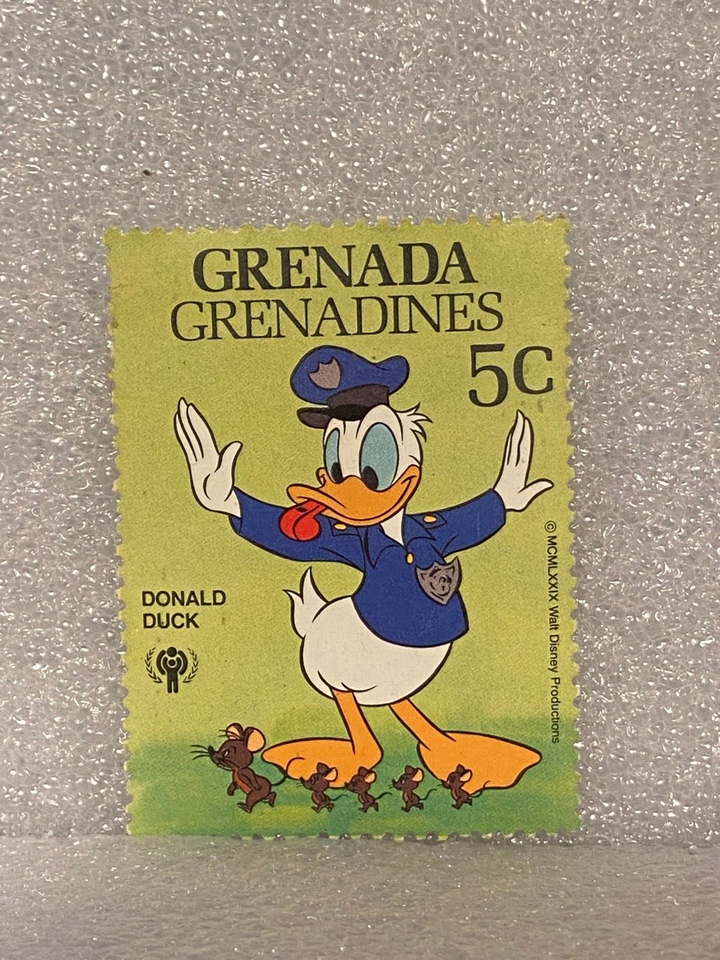 GRENADA
GRENADINES
5C
DONALD
DUCK
© MCMLXXIX Walt Disney Productions